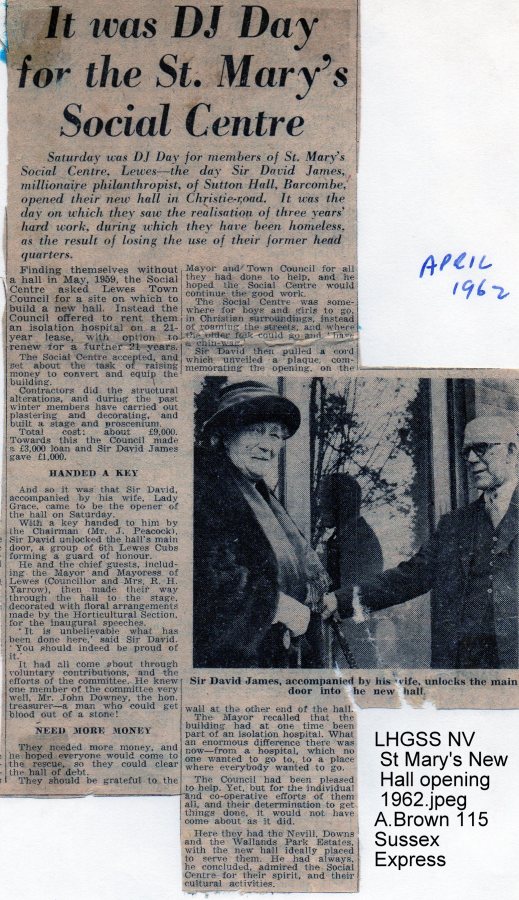 It was DJ Day
for the St. Mary's
Social Centre
Saturday was DJ Day for members of St. Mary's
Social Centre, Lewes—the day Sir David James,
millionaire philanthropist, of Sutton Hall, Barcombe,
opened their new hall in Christie-road. It was the
day on which they saw the realisation of three years'
hard work, during which they have been homeless,
as the result of losing the use of their former head
quarters.
Finding themselves without
a hall in May, 1959, the Social
Centre asked Lewes Town
Council for a site on which to
build a new hall. Instead the
Council offered to rent them
an isolation hospital on a 21-
year lease, with option to
renew for a further 21 years.
The Social Centre accepted, and
set about the task of raising
money to convert and equip the
building.
Contractors did the structural
alterations, and during the past
winter members have carried out
plastering and decorating, and
built a stage and proscenium.
Total cost: about £9,000.
Towards this the Council made
a £3,000 loan and Sir David James
gave £1,000.
HANDED A KEY
And so it was that Sir David,
accompanied by his wife, Lady
Grace, came to be the opener of
the hall on Saturday.
With a key handed to him by
the Chairman (Mr. J. Peacock),
Sir David unlocked the hall's main
door, a group of 6th Lewes Cubs
forming a guard of honour.
He and the chief guests, includ-
ing the Mayor and Mayoress of
Lewes (Councillor and Mrs. R. H.
Yarrow), then made their way
through the hall to the stage,
decorated with floral arrangements
made by the Horticultural Section,
for the inaugural speeches.
'It is unbelievable what has
been done here,' said Sir David.
'You should indeed be proud of
it.'
It had all come about through
voluntary contributions, and the
efforts of the committee. He knew
one member of the committee very
well, Mr. John Downey, the hon.
treasurer—a man who could get
blood out of a stone!
NEED MORE MONEY
They needed more money, and
he hoped everyone would come to
the rescue, so they could clear
the hall of debt.
They should be grateful to the
Mayor and Town Council for all
they had done to help, and he
hoped the Social Centre would
continue the good work.
The Social Centre was some-
where for boys and girls to go,
in Christian surroundings, instead
of roaming the streets, and where
the older folk could go and have
a chin-wag.
Sir David then pulled a cord
which unveiled a plaque, com-
memorating the opening, on the
Sir David James, accompanied by his wife, unlocks the main
door into the new hall.
wall at the other end of the hall.
The Mayor recalled that the
building had at one time been
part of an isolation hospital. What
an enormous difference there was
now—from a hospital, which no
one wanted to go to, to a place
where everybody wanted to go.
The Council had been pleased
to help. Yet, but for the individual
and co-operative efforts of them
all, and their determination to get
things done, it would not have
come about as it did.
Here they had the Nevill, Downs
and the Wallands Park Estates,
with the new hall ideally placed
to serve them. He had always,
he concluded, admired the Social
Centre for their spirit, and their
cultural activities.
APRIL
1962
LHGSS NV
St Mary's New
Hall opening
1962.jpeg
A.Brown 115
Sussex
Express